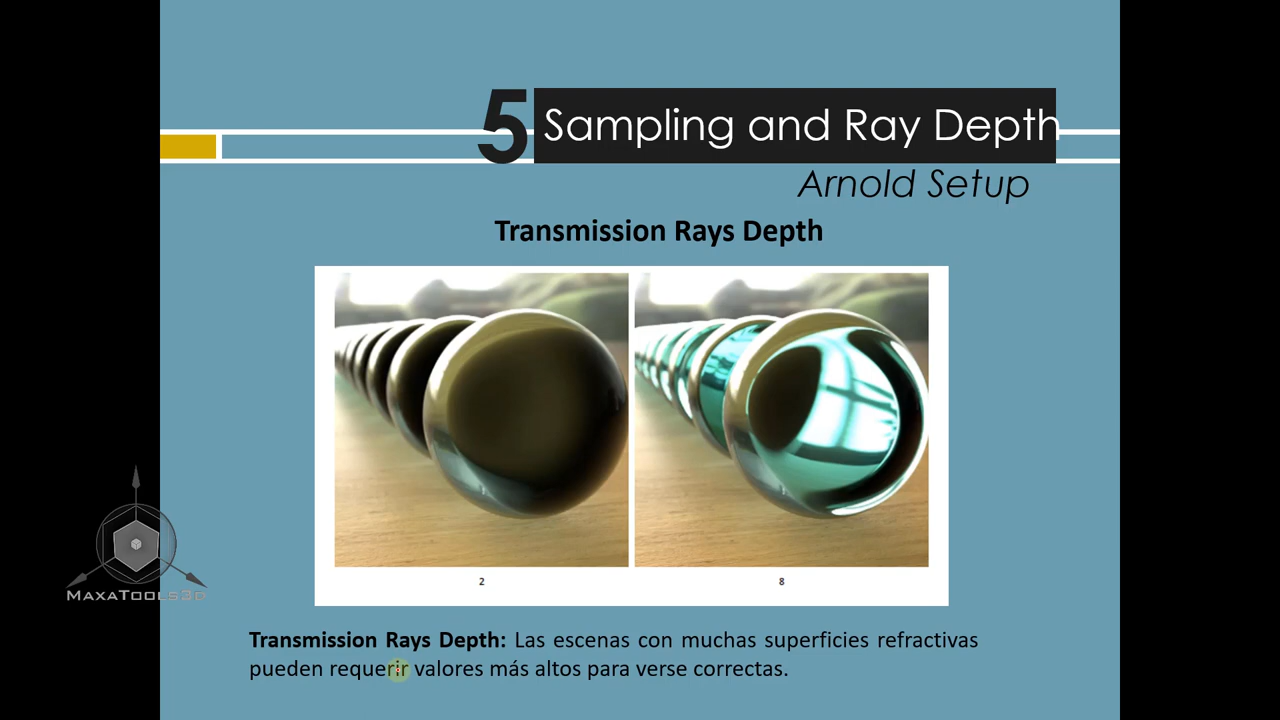 5 Sampling and Ray Depth
Arnold Setup
Transmission Rays Depth
2 8
Transmission Rays Depth: Las escenas con muchas superficies refractivas
pueden requerir valores más altos para verse correctas.
MAXATOOLS3D